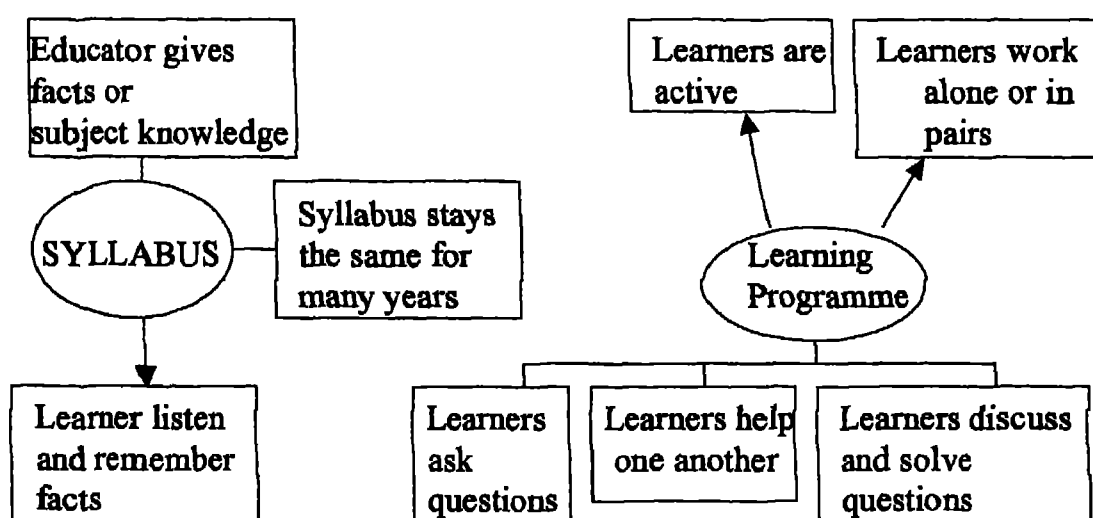 Educator gives
facts or
subject knowledge
SYLLABUS
Syllabus stays
the same for
many years
Learner listen
and remember
facts
Learners are
active
Learners work
alone or in
pairs
Learning
Programme
Learners
ask
questions
Learners help
one another
Learners discuss
and solve
questions